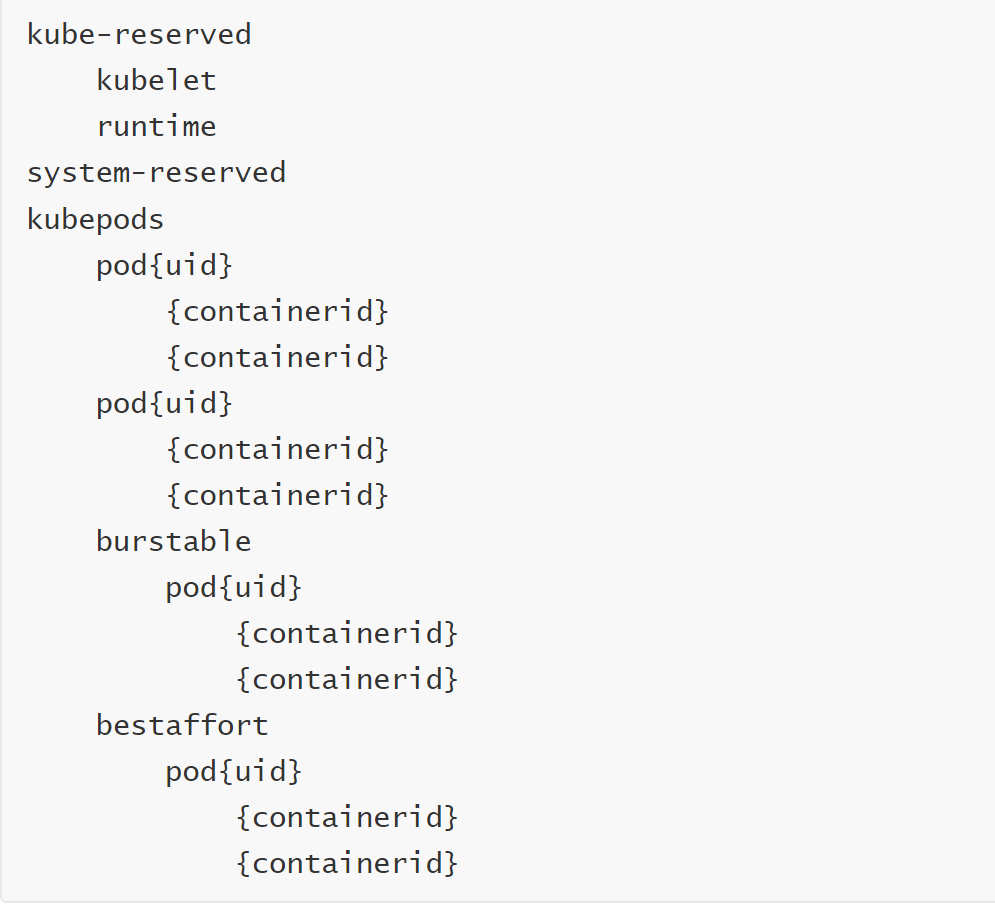 kube-reserved
    kubelet
    runtime
system-reserved
kubepods
    pod{uid}
        {containerid}
        {containerid}
    pod{uid}
        {containerid}
        {containerid}
    burstable
        pod{uid}
            {containerid}
            {containerid}
    bestaffort
        pod{uid}
            {containerid}
            {containerid}